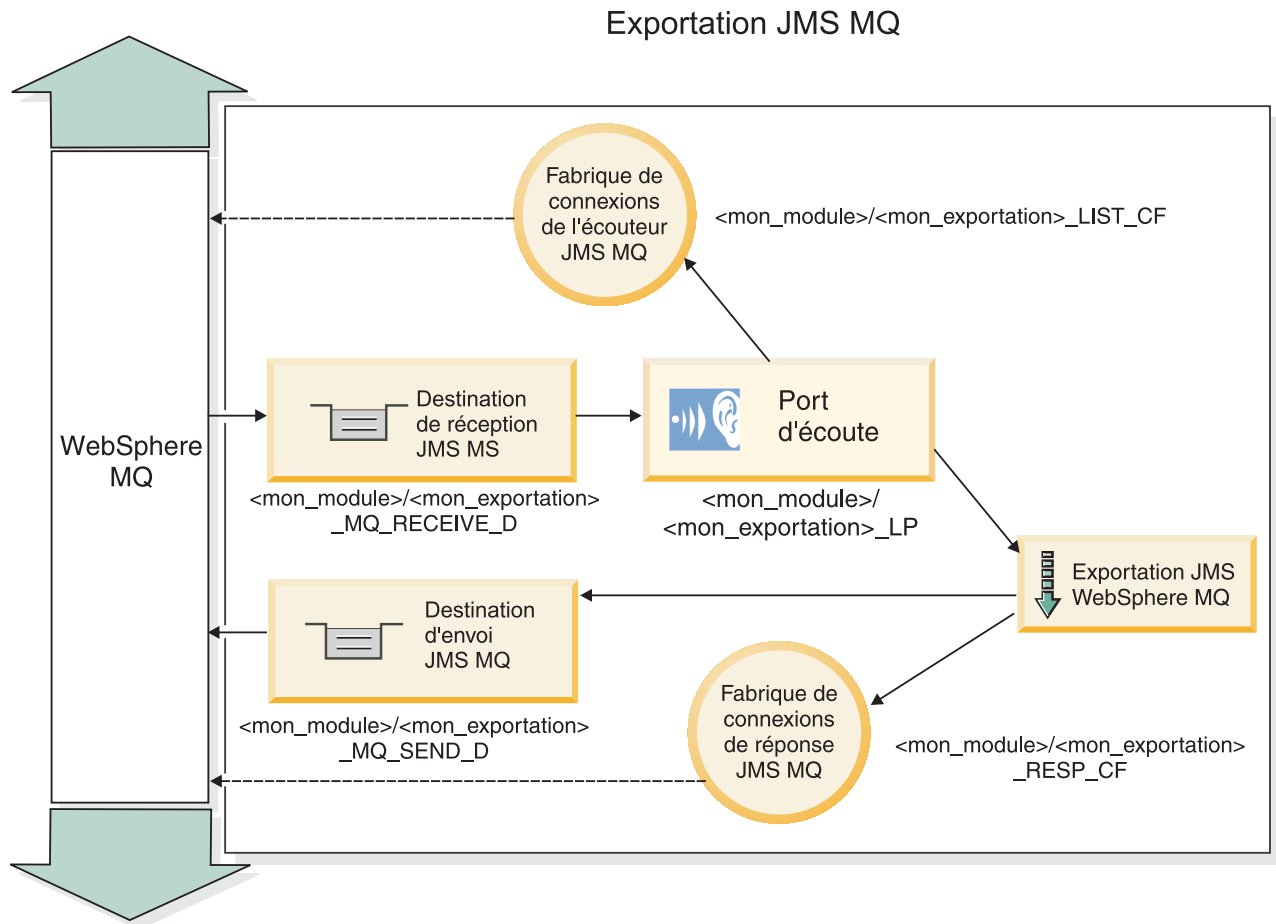 Exportation JMS MQ
Fabrique de
connexions
de l'écouteur
JMS MQ
<mon_module>/<mon_exportation>_LIST_CF
WebSphere
MQ
Destination
de réception
JMS MS
<mon_module>/<mon_exportation>
_MQ_RECEIVE_D
Port
d'écoute
<mon_module>/
<mon_exportation>_LP
Exportation JMS
WebSphere MQ
Destination
d'envoi
JMS MQ
<mon_module>/<mon_exportation>
_MQ_SEND_D
Fabrique de
connexions
de réponse
JMS MQ
<mon_module>/<mon_exportation>
_RESP_CF